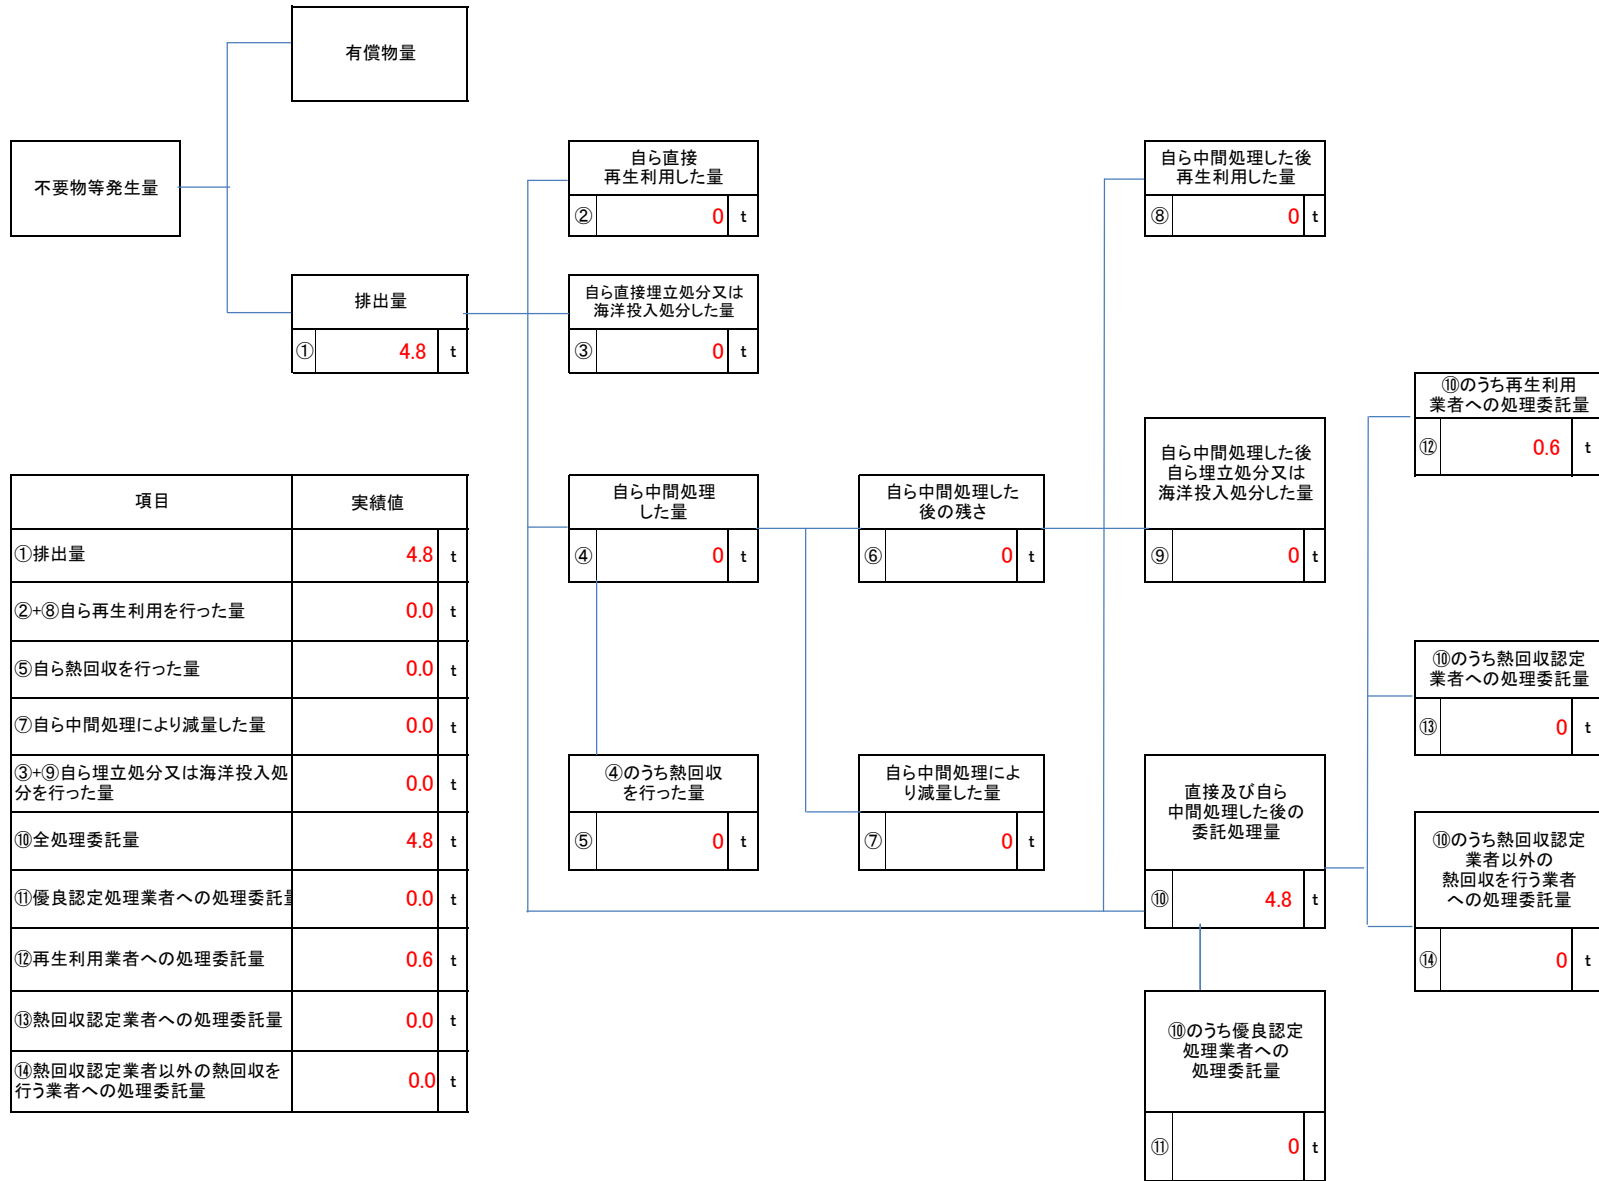 有償物量
不要物等発生量
排出量
① 4.8 t
自ら直接
再生利用した量
② 0 t
自ら直接埋立処分又は
海洋投入処分した量
③ 0 t
自ら中間処理
した量
④ 0 t
④のうち熱回収
を行った量
⑤ 0 t
自ら中間処理した
後の残さ
⑥ 0 t
自ら中間処理によ
り減量した量
⑦ 0 t
自ら中間処理した後
再生利用した量
⑧ 0 t
自ら中間処理した後
自ら埋立処分又は
海洋投入処分した量
⑨ 0 t
直接及び自ら
中間処理した後の
委託処理量
⑩ 4.8 t
⑩のうち優良認定
処理業者への
処理委託量
⑪ 0 t
⑩のうち再生利用
業者への処理委託量
⑫ 0.6 t
⑩のうち熱回収認定
業者への処理委託量
⑬ 0 t
⑩のうち熱回収認定
業者以外の
熱回収を行う業者
への処理委託量
⑭ 0 t
項目 実績値
①排出量 4.8 t
②+⑧自ら再生利用を行った量 0.0 t
⑤自ら熱回収を行った量 0.0 t
⑦自ら中間処理により減量した量 0.0 t
③+⑨自ら埋立処分又は海洋投入処
分を行った量 0.0 t
⑩全処理委託量 4.8 t
⑪優良認定処理業者への処理委託 0.0 t
⑫再生利用業者への処理委託量 0.6 t
⑬熱回収認定業者への処理委託量 0.0 t
⑭熱回収認定業者以外の熱回収を
行う業者への処理委託量 0.0 t